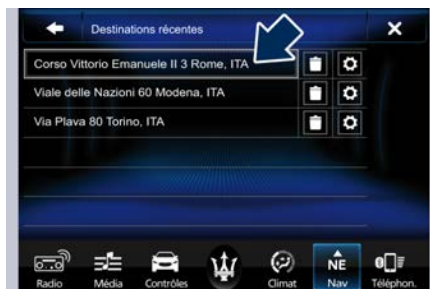 Destinations récentes
Corso Vittorio Emanuele II 3 Rome, ITA
Viale delle Nazioni 60 Modena, ITA
Via Plava 80 Torino, ITA
Radio Média Contrôles Climat NE Nav Téléphon.